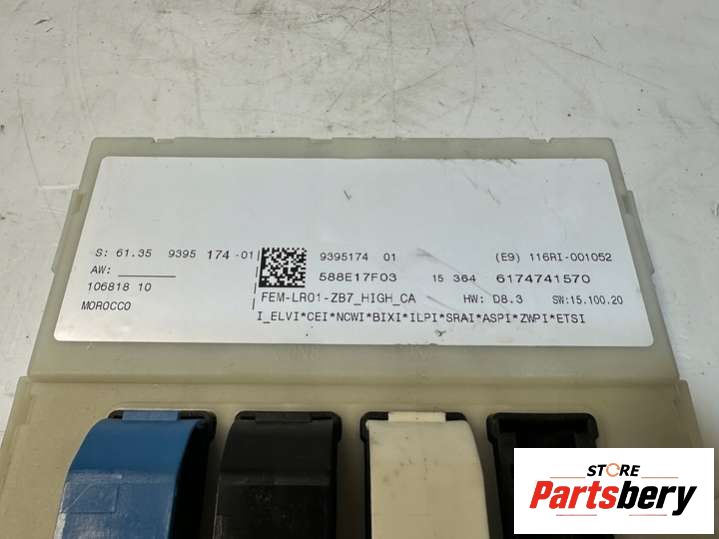 S: 61.35 9395 174 -01
AW:
106818 10
MOROCCO
9395174 01
(E9) 116RI-001052
588E17F03 15 364 6174741570
FEM-LR01-ZB7_HIGH_CA HW: D8.3 SW:15.100.20
I_ELVI*CEI*NCWI*BIXI*ILPI*SRAI*ASPI*ZWPI*ETSI
STORE
Partsbery